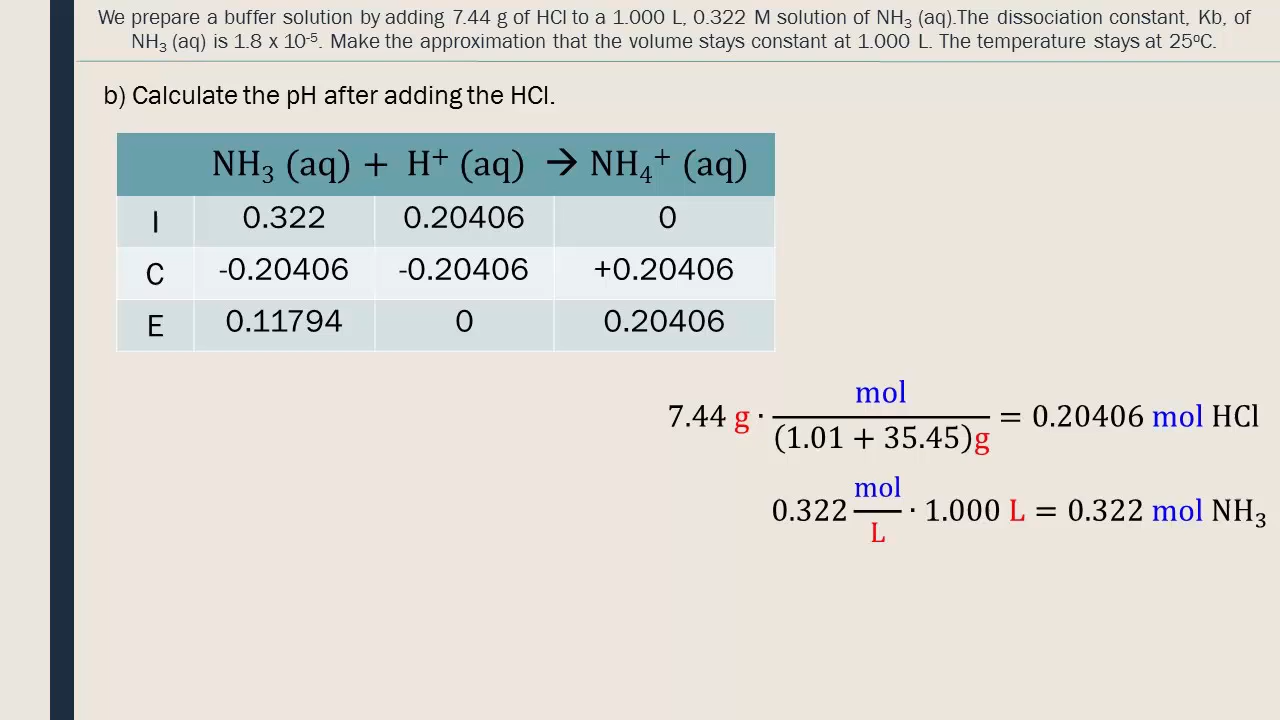 We prepare a buffer solution by adding 7.44 g of HCl to a 1.000 L, 0.322 M solution of NH₃ (aq).The dissociation constant, Kb, of
NH₃ (aq) is 1.8 x 10⁻⁵. Make the approximation that the volume stays constant at 1.000 L. The temperature stays at 25ºC.
b) Calculate the pH after adding the HCl.
NH₃ (aq) + H⁺ (aq) → NH₄⁺ (aq)
I 0.322 0.20406 0
C -0.20406 -0.20406 +0.20406
E 0.11794 0 0.20406
mol
7.44 g · = 0.20406 mol HCl
(1.01 + 35.45)g
mol
0.322 · 1.000 L = 0.322 mol NH₃
L